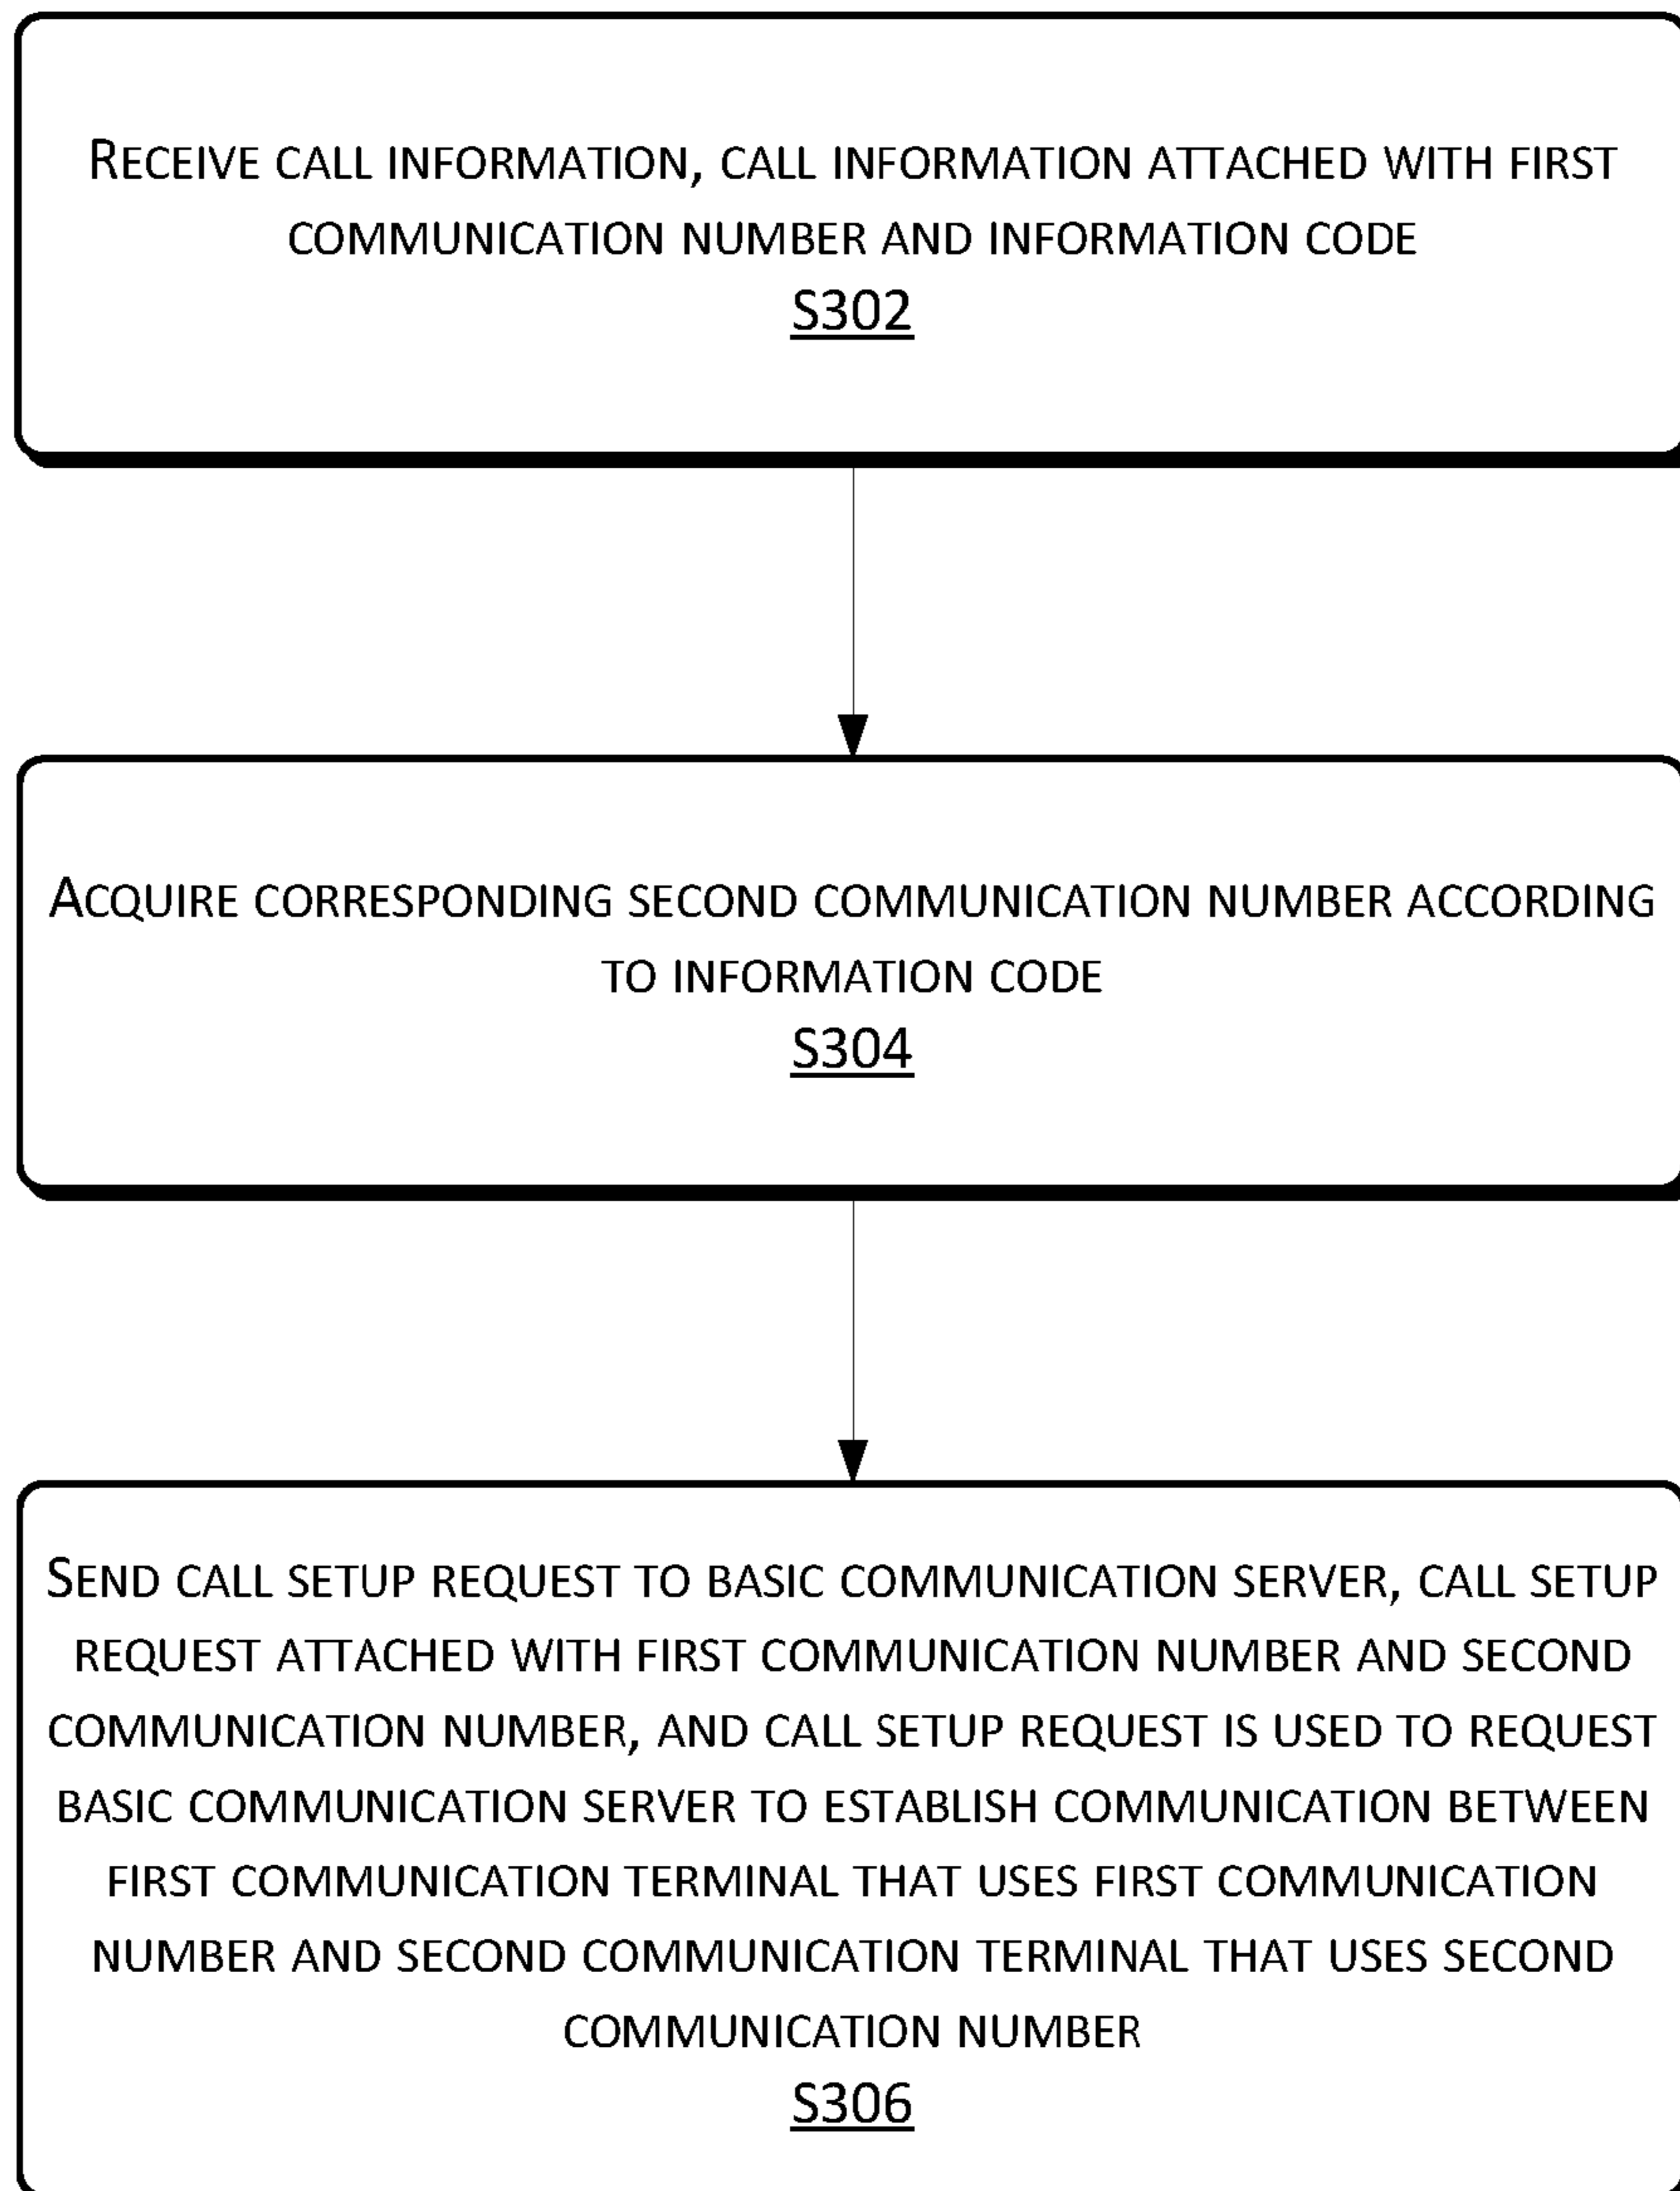 RECEIVE CALL INFORMATION, CALL INFORMATION ATTACHED WITH FIRST
COMMUNICATION NUMBER AND INFORMATION CODE
S302
ACQUIRE CORRESPONDING SECOND COMMUNICATION NUMBER ACCORDING
TO INFORMATION CODE
S304
SEND CALL SETUP REQUEST TO BASIC COMMUNICATION SERVER, CALL SETUP
REQUEST ATTACHED WITH FIRST COMMUNICATION NUMBER AND SECOND
COMMUNICATION NUMBER, AND CALL SETUP REQUEST IS USED TO REQUEST
BASIC COMMUNICATION SERVER TO ESTABLISH COMMUNICATION BETWEEN
FIRST COMMUNICATION TERMINAL THAT USES FIRST COMMUNICATION
NUMBER AND SECOND COMMUNICATION TERMINAL THAT USES SECOND
COMMUNICATION NUMBER
S306